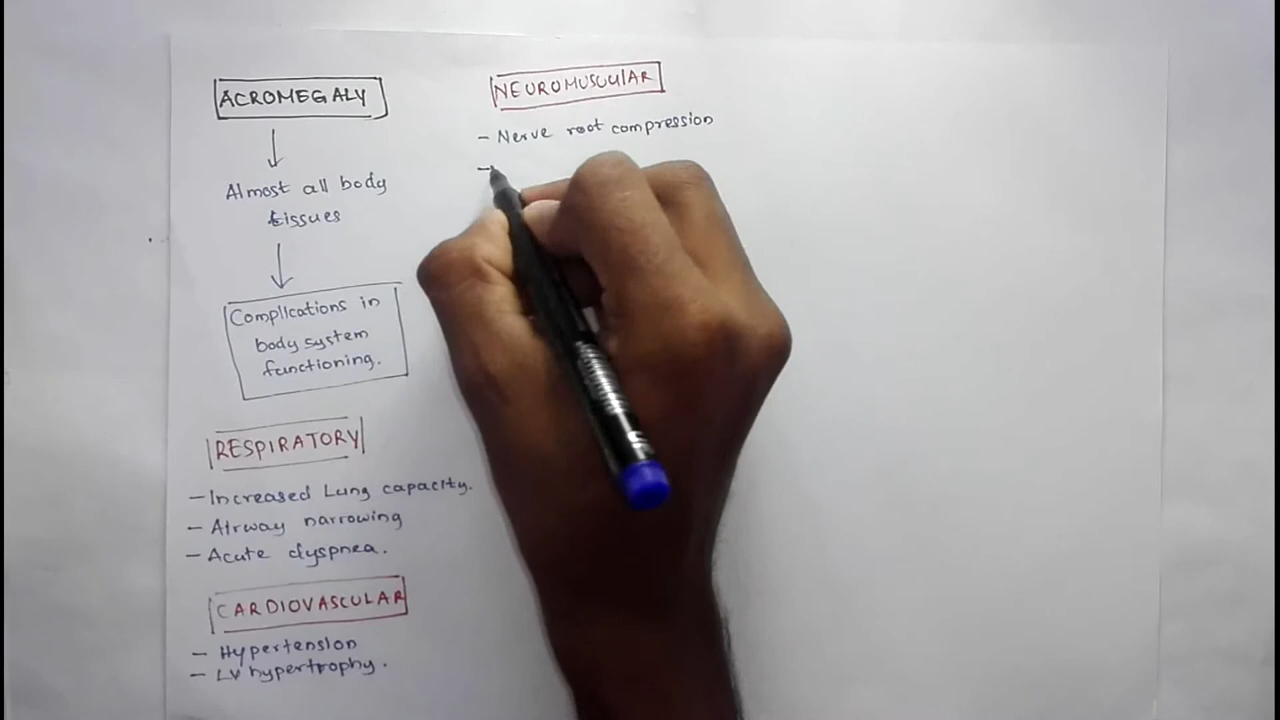 ACROMEGALY
Almost all body
tissues
Complications in
body system
functioning.
RESPIRATORY
- Increased Lung capacity.
- Airway narrowing
- Acute dyspnea.
CARDIOVASCULAR
- Hypertension
- LV hypertrophy.
NEUROMUSCULAR
- Nerve root compression
-